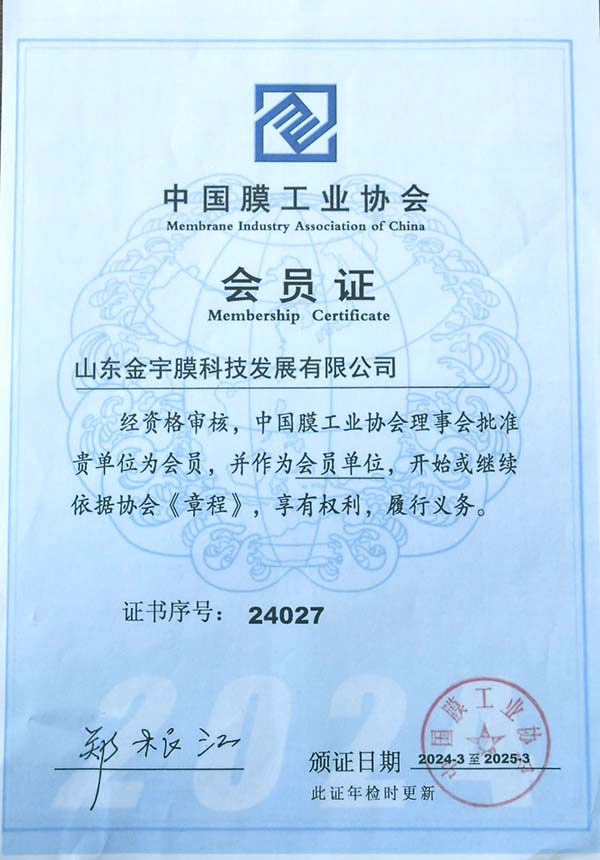 中国膜工业协会
Membrane Industry Association of China
会员证
Membership Certificate
山东金宇膜科技发展有限公司
经资格审核，中国膜工业协会理事会批准
贵单位为会员，并作为会员单位，开始或继续
依据协会《章程》，享有权利，履行义务。
证书序号： 24027
2024
郑根江
颁证日期 2024-3 至 2025-3
此证年检时更新
中国膜工业协会